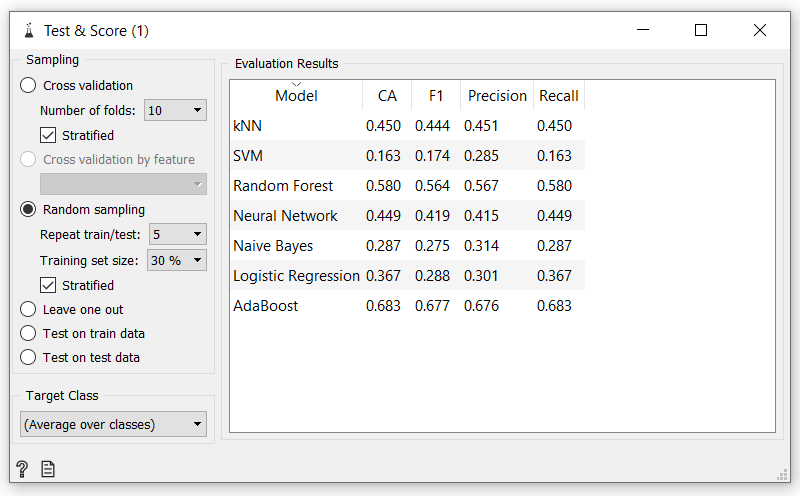 Test & Score (1)
Sampling
Cross validation
Number of folds: 10
Stratified
Cross validation by feature
Random sampling
Repeat train/test: 5
Training set size: 30 %
Stratified
Leave one out
Test on train data
Test on test data
Target Class
(Average over classes)
Evaluation Results
Model CA F1 Precision Recall
kNN 0.450 0.444 0.451 0.450
SVM 0.163 0.174 0.285 0.163
Random Forest 0.580 0.564 0.567 0.580
Neural Network 0.449 0.419 0.415 0.449
Naive Bayes 0.287 0.275 0.314 0.287
Logistic Regression 0.367 0.288 0.301 0.367
AdaBoost 0.683 0.677 0.676 0.683
?